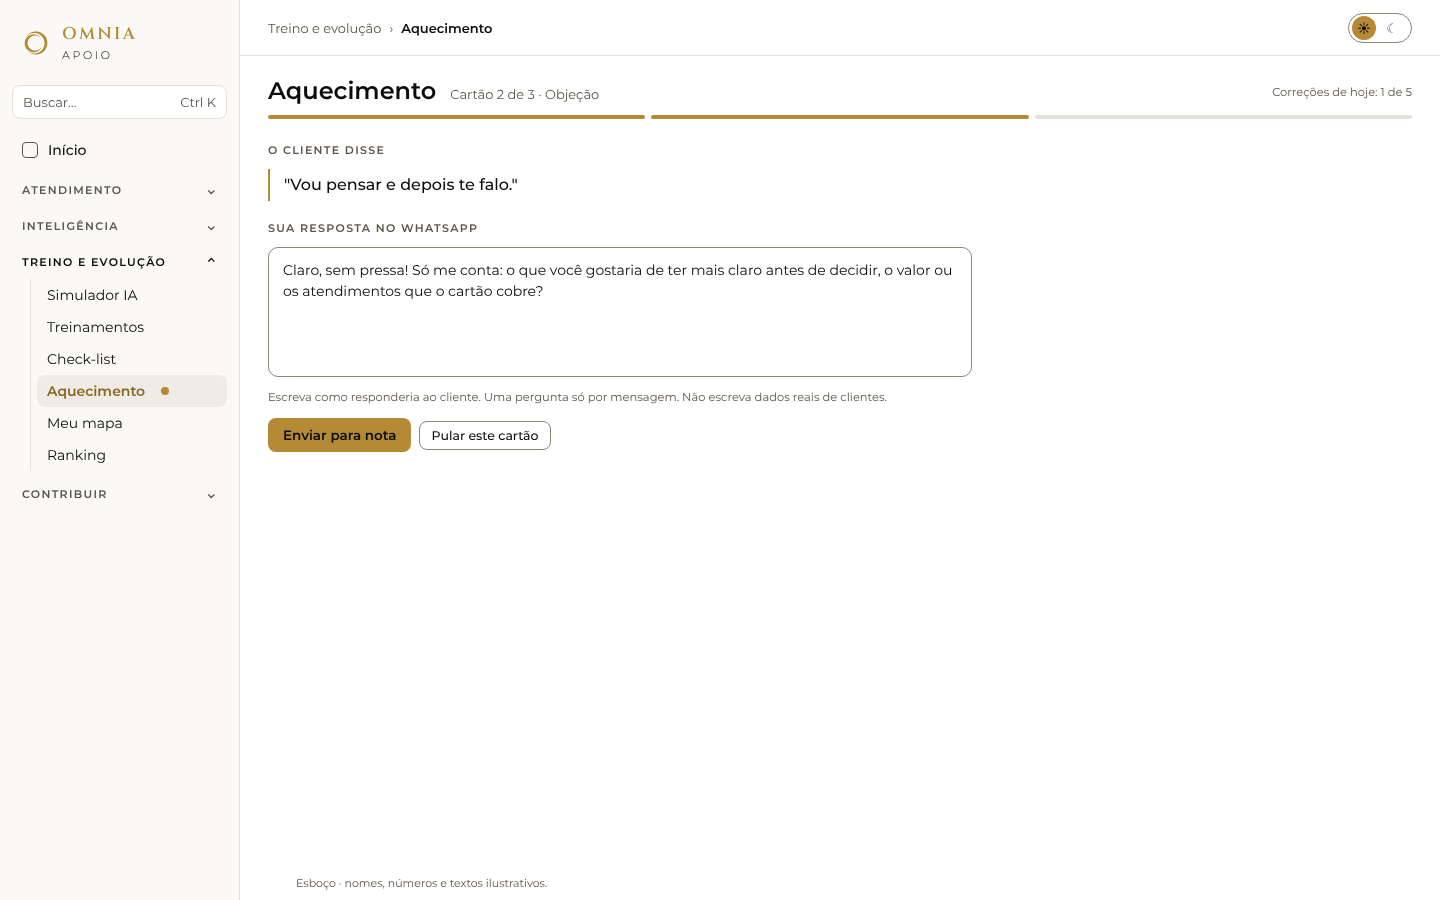 OMNIA
APOIO
Buscar... Ctrl K
Início
ATENDIMENTO
INTELIGÊNCIA
TREINO E EVOLUÇÃO
Simulador IA
Treinamentos
Check-list
Aquecimento
Meu mapa
Ranking
CONTRIBUIR
Treino e evolução › Aquecimento
Aquecimento Cartão 2 de 3 · Objeção
Correções de hoje: 1 de 5
O CLIENTE DISSE
"Vou pensar e depois te falo."
SUA RESPOSTA NO WHATSAPP
Claro, sem pressa! Só me conta: o que você gostaria de ter mais claro antes de decidir, o valor ou
os atendimentos que o cartão cobre?
Escreva como responderia ao cliente. Uma pergunta só por mensagem. Não escreva dados reais de clientes.
Enviar para nota Pular este cartão
Esboço · nomes, números e textos ilustrativos.